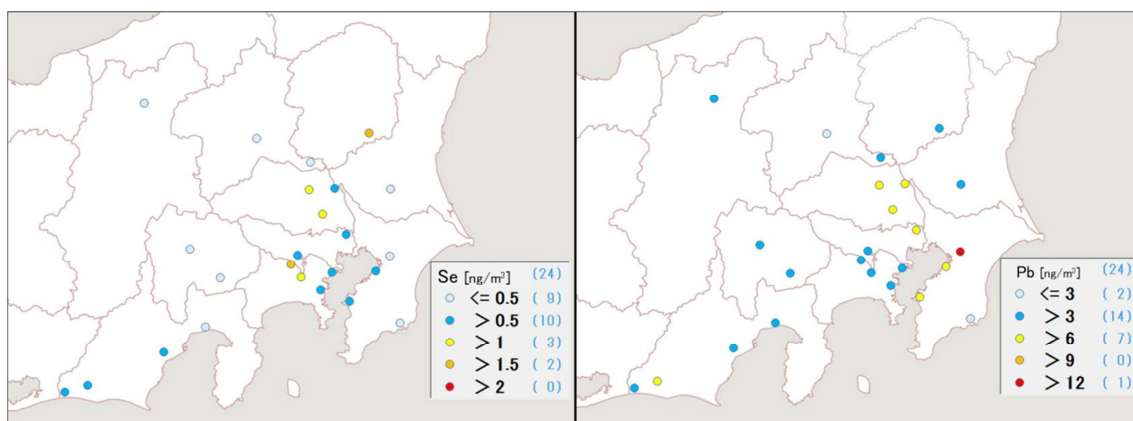 Se [ng/m³] (24)
<= 0.5 ( 9)
> 0.5 (10)
> 1 ( 3)
> 1.5 ( 2)
> 2 ( 0)
Pb [ng/m³] (24)
<= 3 ( 2)
> 3 (14)
> 6 ( 7)
> 9 ( 0)
> 12 ( 1)